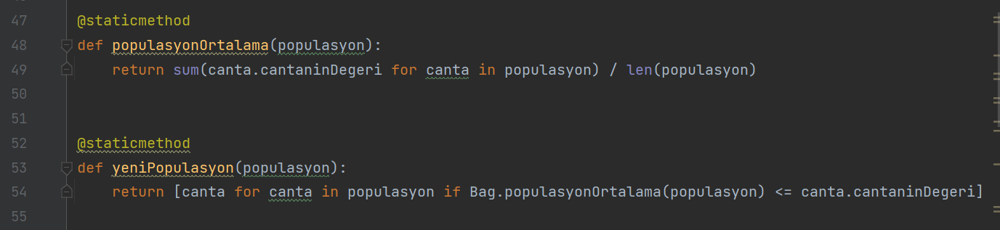 47 @staticmethod
48 def populasyonOrtalama(populasyon):
49 return sum(canta.cantaninDegeri for canta in populasyon) / len(populasyon)
50
51
52 @staticmethod
53 def yeniPopulasyon(populasyon):
54 return [canta for canta in populasyon if Bag.populasyonOrtalama(populasyon) <= canta.cantaninDegeri]
55